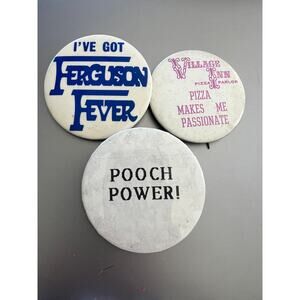 I'VE GOT
FERGUSON
FEVER
VILLAGE
INN
PIZZA PARLOR
PIZZA
MAKES ME
PASSIONATE
POOCH
POWER!